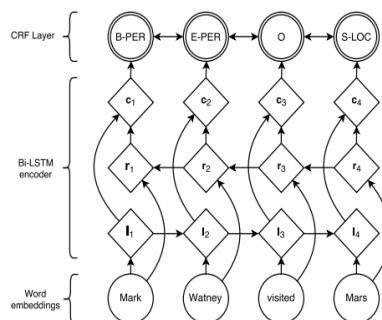 CRF Layer
B-PER E-PER O S-LOC
c1 c2 c3 c4
Bi-LSTM
encoder
r1 r2 r3 r4
l1 l2 l3 l4
Word
embeddings
Mark Watney visited Mars